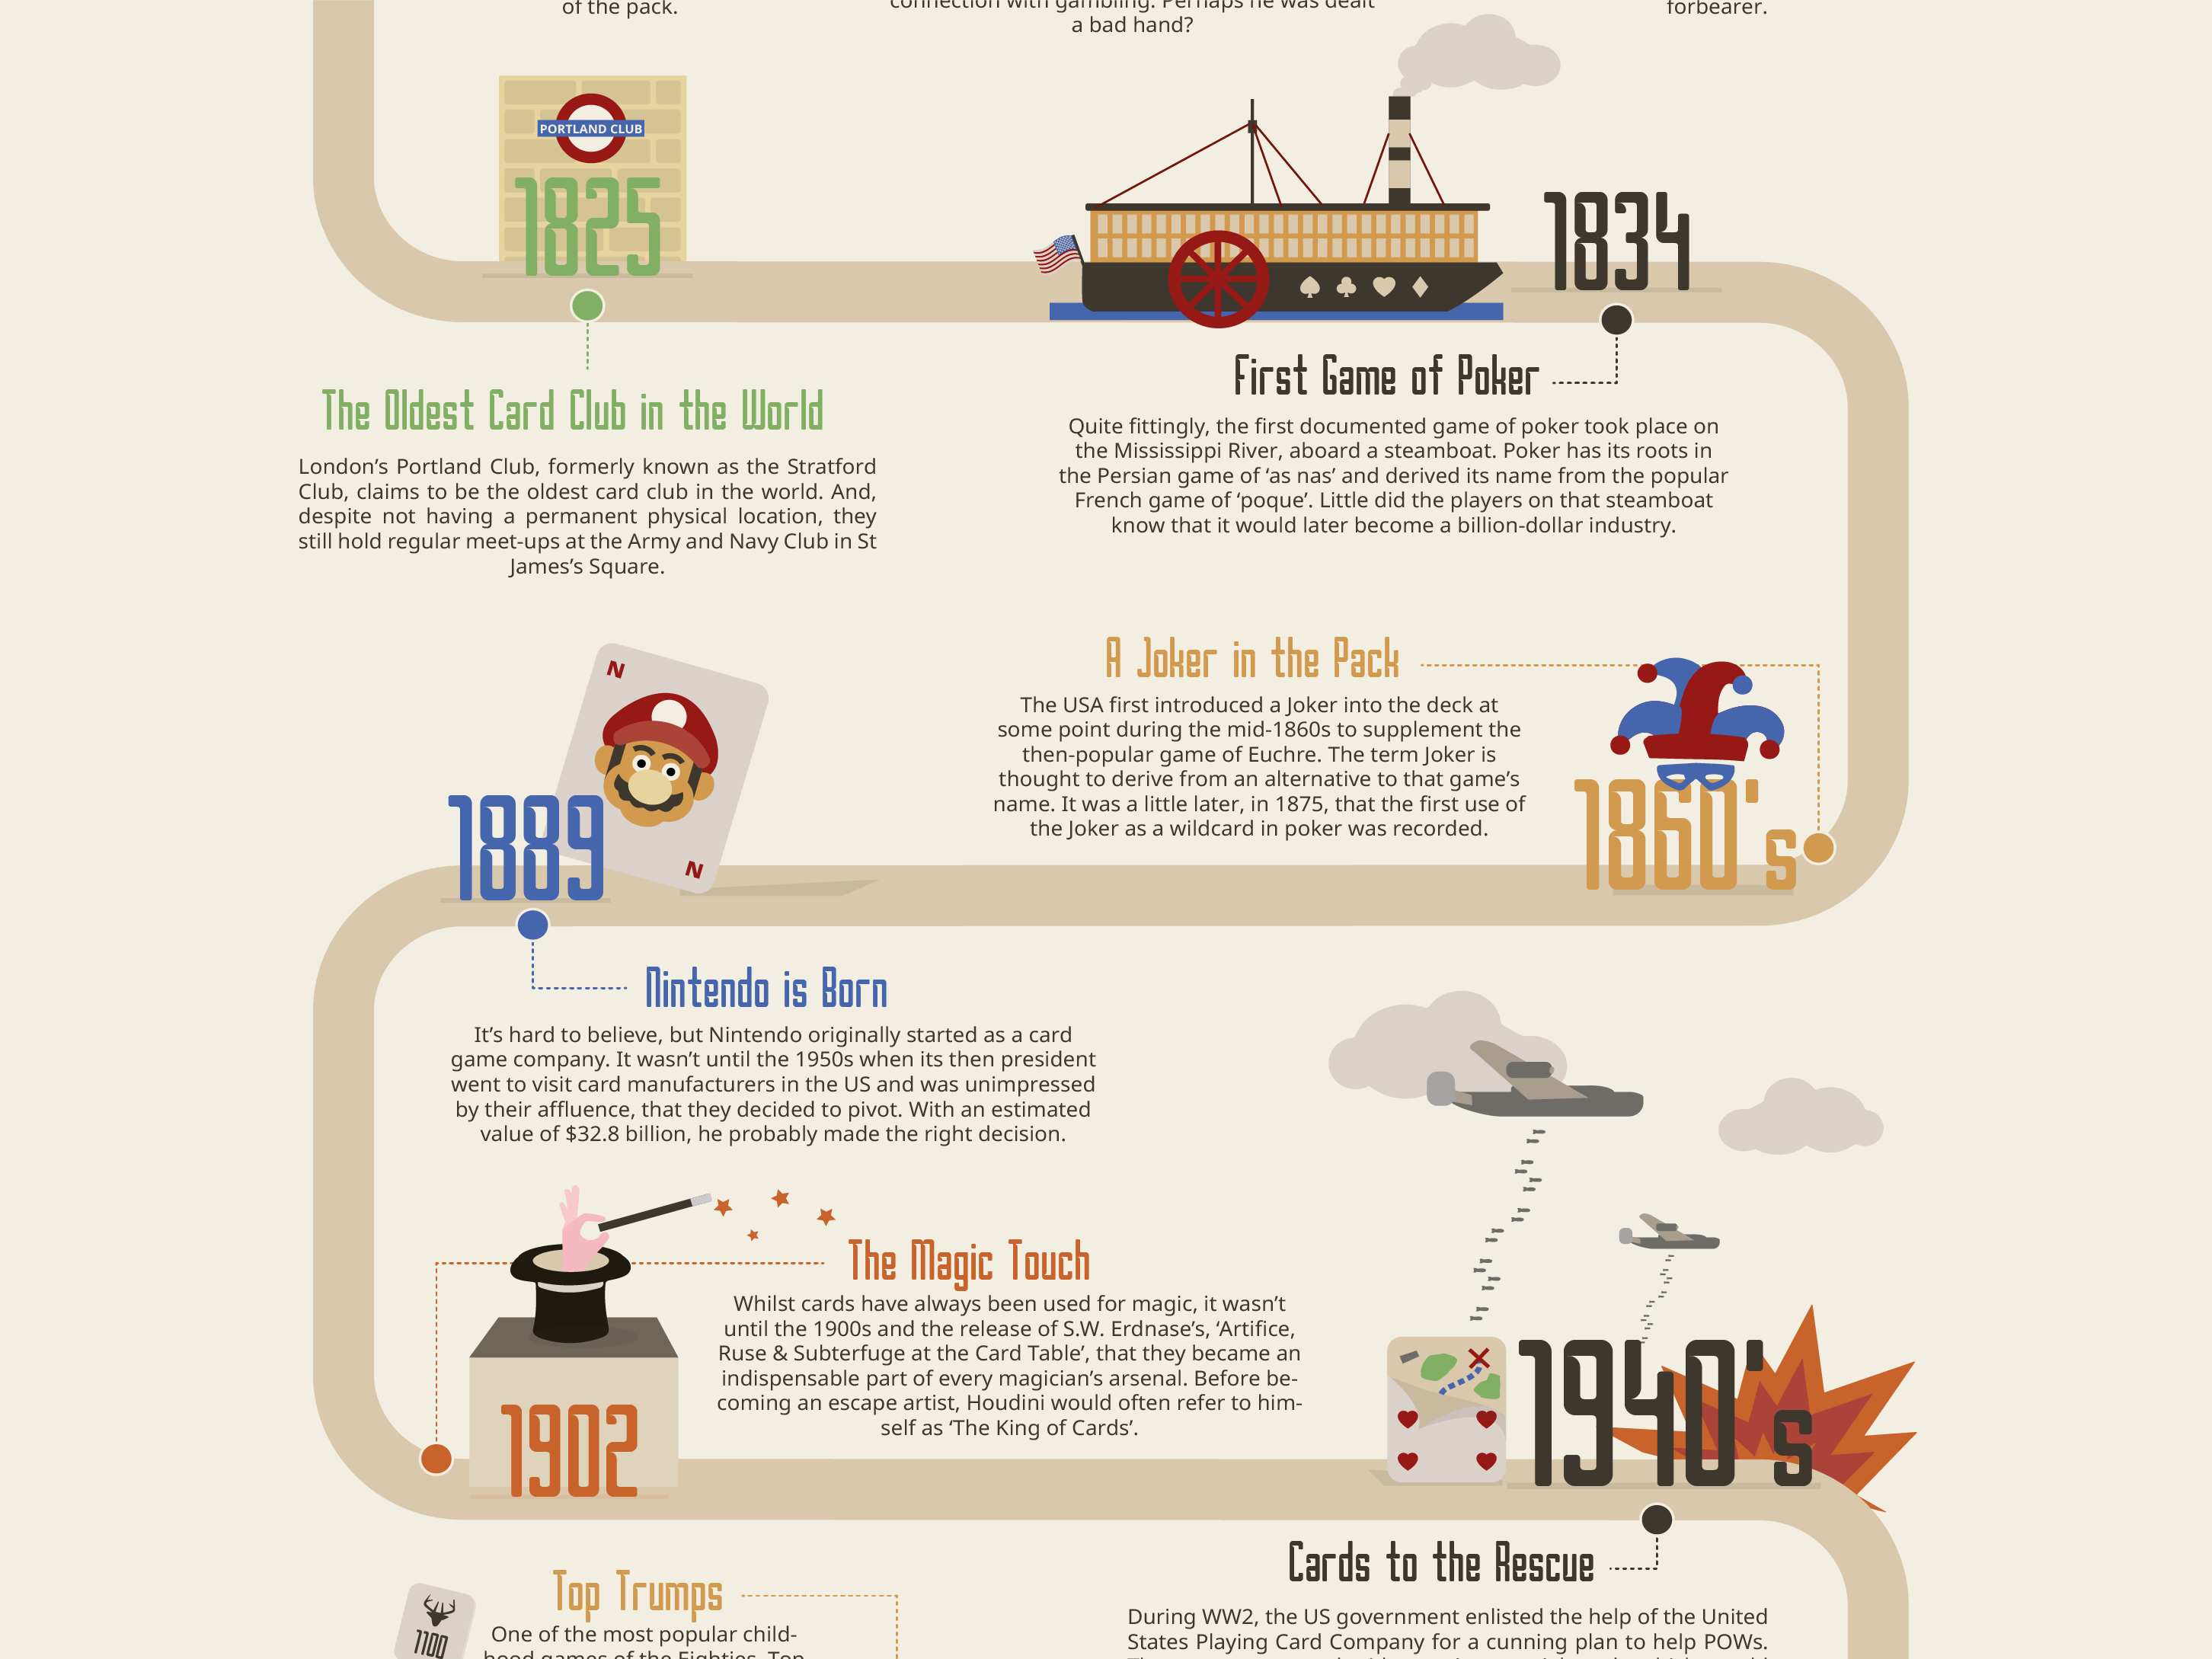 of the pack.
connection with gambling. Perhaps he was dealt
a bad hand?
forbearer.
PORTLAND CLUB
1825
1834
The Oldest Card Club in the World
London’s Portland Club, formerly known as the Stratford
Club, claims to be the oldest card club in the world. And,
despite not having a permanent physical location, they
still hold regular meet-ups at the Army and Navy Club in St
James’s Square.
First Game of Poker
Quite fittingly, the first documented game of poker took place on
the Mississippi River, aboard a steamboat. Poker has its roots in
the Persian game of ‘as nas’ and derived its name from the popular
French game of ‘poque’. Little did the players on that steamboat
know that it would later become a billion-dollar industry.
A Joker in the Pack
The USA first introduced a Joker into the deck at
some point during the mid-1860s to supplement the
then-popular game of Euchre. The term Joker is
thought to derive from an alternative to that game’s
name. It was a little later, in 1875, that the first use of
the Joker as a wildcard in poker was recorded.
1860's
N
N
1889
Nintendo is Born
It’s hard to believe, but Nintendo originally started as a card
game company. It wasn’t until the 1950s when its then president
went to visit card manufacturers in the US and was unimpressed
by their affluence, that they decided to pivot. With an estimated
value of $32.8 billion, he probably made the right decision.
The Magic Touch
Whilst cards have always been used for magic, it wasn’t
until the 1900s and the release of S.W. Erdnase’s, ‘Artifice,
Ruse & Subterfuge at the Card Table’, that they became an
indispensable part of every magician’s arsenal. Before be-
coming an escape artist, Houdini would often refer to him-
self as ‘The King of Cards’.
1902
1940's
Cards to the Rescue
During WW2, the US government enlisted the help of the United
States Playing Card Company for a cunning plan to help POWs.
Top Trumps
1100
One of the most popular child-
hood games of the Eighties, Top